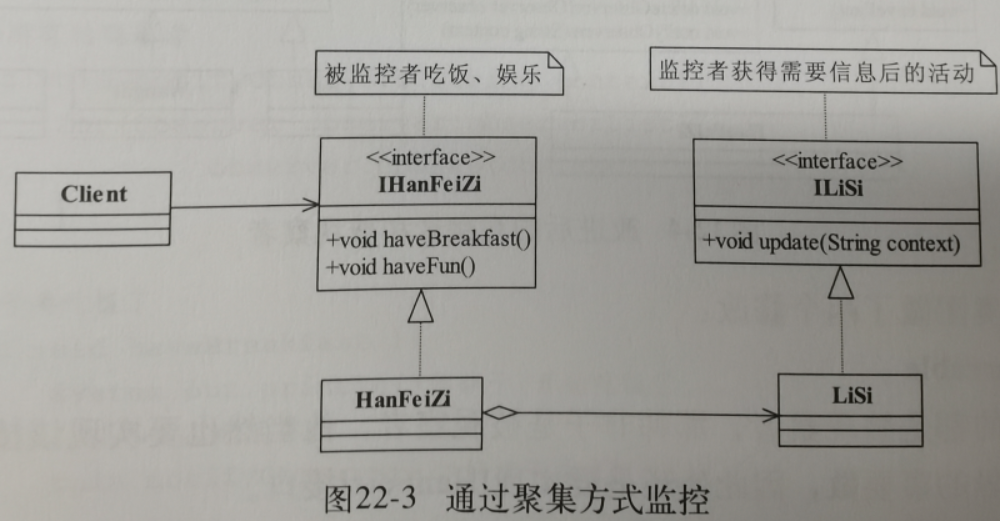 被监控者吃饭、娱乐
监控者获得需要信息后的活动
Client
<<interface>>
IHanFeiZi
+void haveBreakfast()
+void haveFun()
<<interface>>
ILiSi
+void update(String context)
HanFeiZi
LiSi
图22-3 通过聚集方式监控